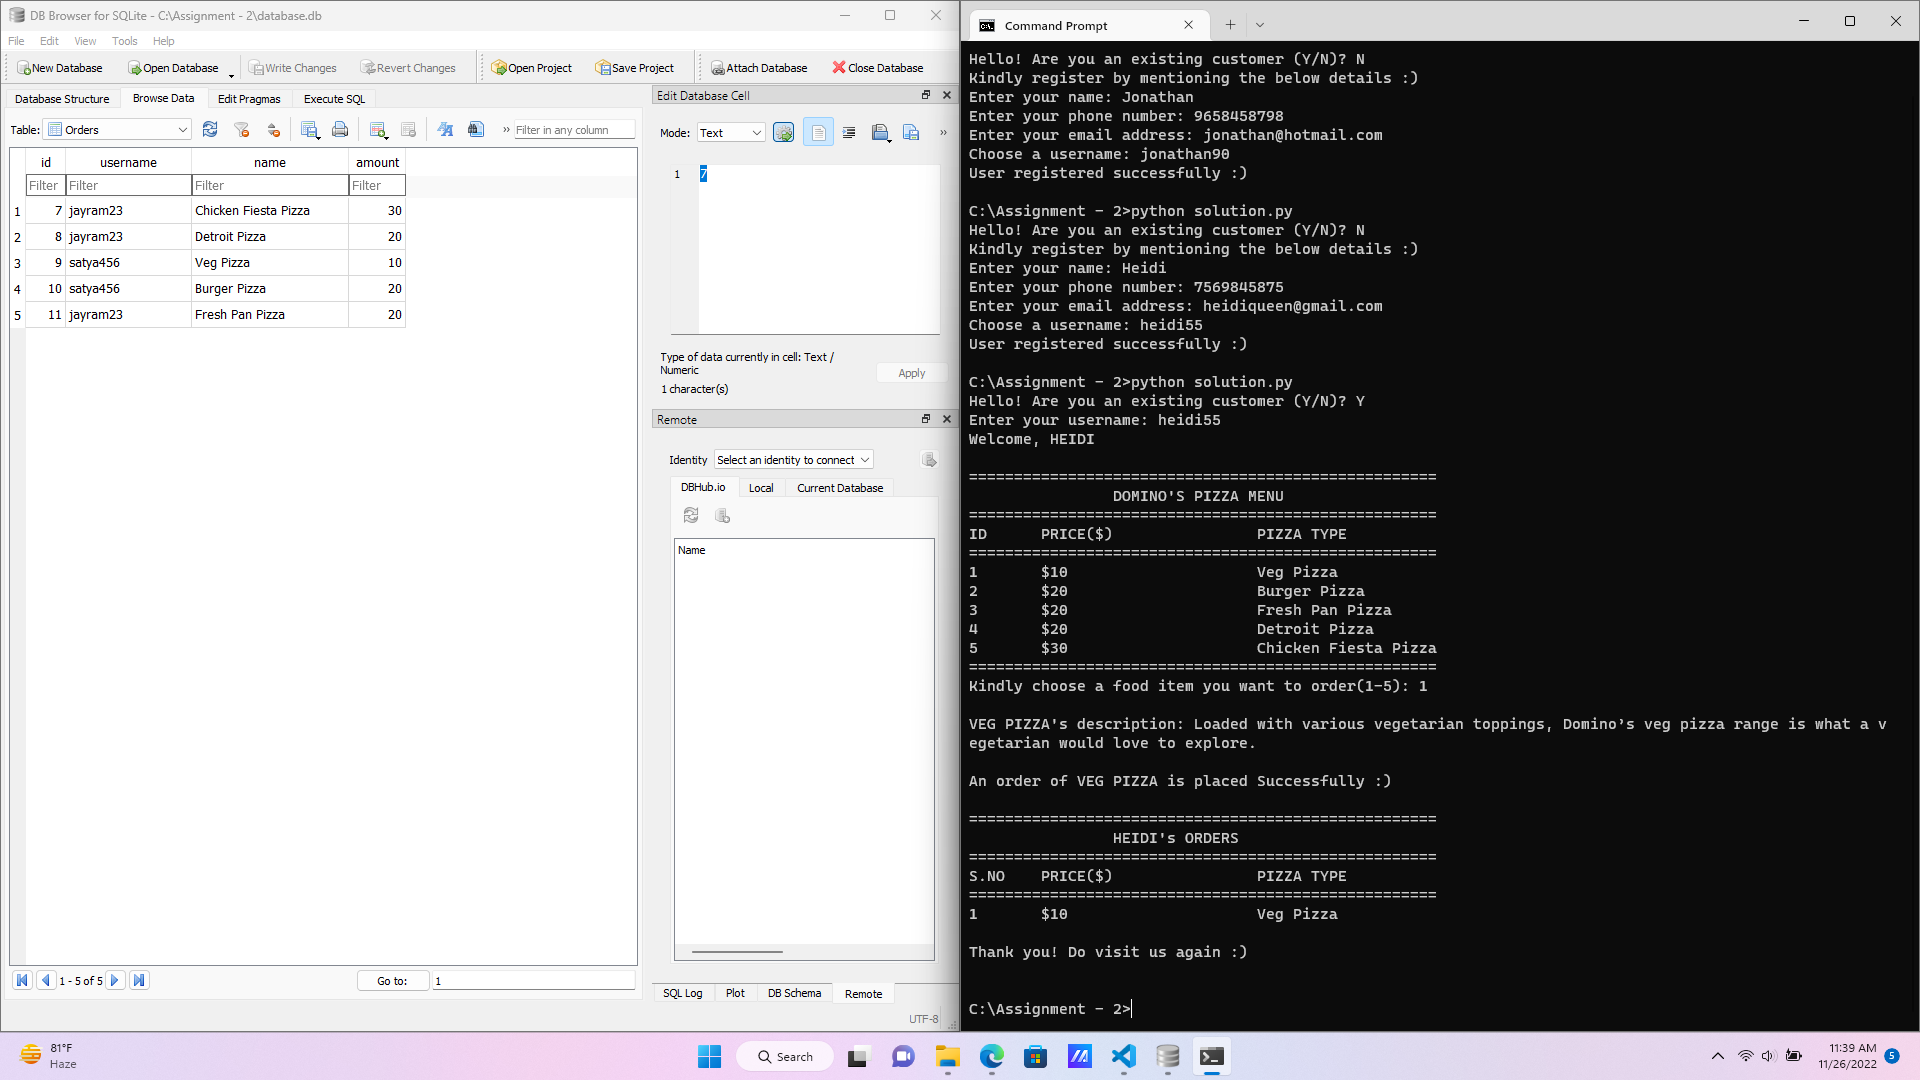 DB Browser for SQLite - C:\Assignment - 2\database.db
File Edit View Tools Help
New Database Open Database Write Changes Revert Changes Open Project Save Project Attach Database Close Database
Database Structure Browse Data Edit Pragmas Execute SQL
Table: Orders » Filter in any column
id username name amount
Filter Filter Filter Filter
1 7 jayram23 Chicken Fiesta Pizza 30
2 8 jayram23 Detroit Pizza 20
3 9 satya456 Veg Pizza 10
4 10 satya456 Burger Pizza 20
5 11 jayram23 Fresh Pan Pizza 20
1 - 5 of 5 Go to: 1
Edit Database Cell
Mode: Text »
1 7
Type of data currently in cell: Text /
Numeric
Apply
1 character(s)
Remote
Identity Select an identity to connect
DBHub.io Local Current Database
Name
SQL Log Plot DB Schema Remote
UTF-8
Command Prompt
Hello! Are you an existing customer (Y/N)? N
Kindly register by mentioning the below details :)
Enter your name: Jonathan
Enter your phone number: 9658458798
Enter your email address: jonathan@hotmail.com
Choose a username: jonathan90
User registered successfully :)
C:\Assignment - 2>python solution.py
Hello! Are you an existing customer (Y/N)? N
Kindly register by mentioning the below details :)
Enter your name: Heidi
Enter your phone number: 7569845875
Enter your email address: heidiqueen@gmail.com
Choose a username: heidi55
User registered successfully :)
C:\Assignment - 2>python solution.py
Hello! Are you an existing customer (Y/N)? Y
Enter your username: heidi55
Welcome, HEIDI
====================================================
DOMINO'S PIZZA MENU
====================================================
ID PRICE($) PIZZA TYPE
====================================================
1 $10 Veg Pizza
2 $20 Burger Pizza
3 $20 Fresh Pan Pizza
4 $20 Detroit Pizza
5 $30 Chicken Fiesta Pizza
====================================================
Kindly choose a food item you want to order(1-5): 1
VEG PIZZA's description: Loaded with various vegetarian toppings, Domino's veg pizza range is what a v
egetarian would love to explore.
An order of VEG PIZZA is placed Successfully :)
====================================================
HEIDI's ORDERS
====================================================
S.NO PRICE($) PIZZA TYPE
====================================================
1 $10 Veg Pizza
Thank you! Do visit us again :)
C:\Assignment - 2>
81°F
Haze
Search
11:39 AM
11/26/2022
5